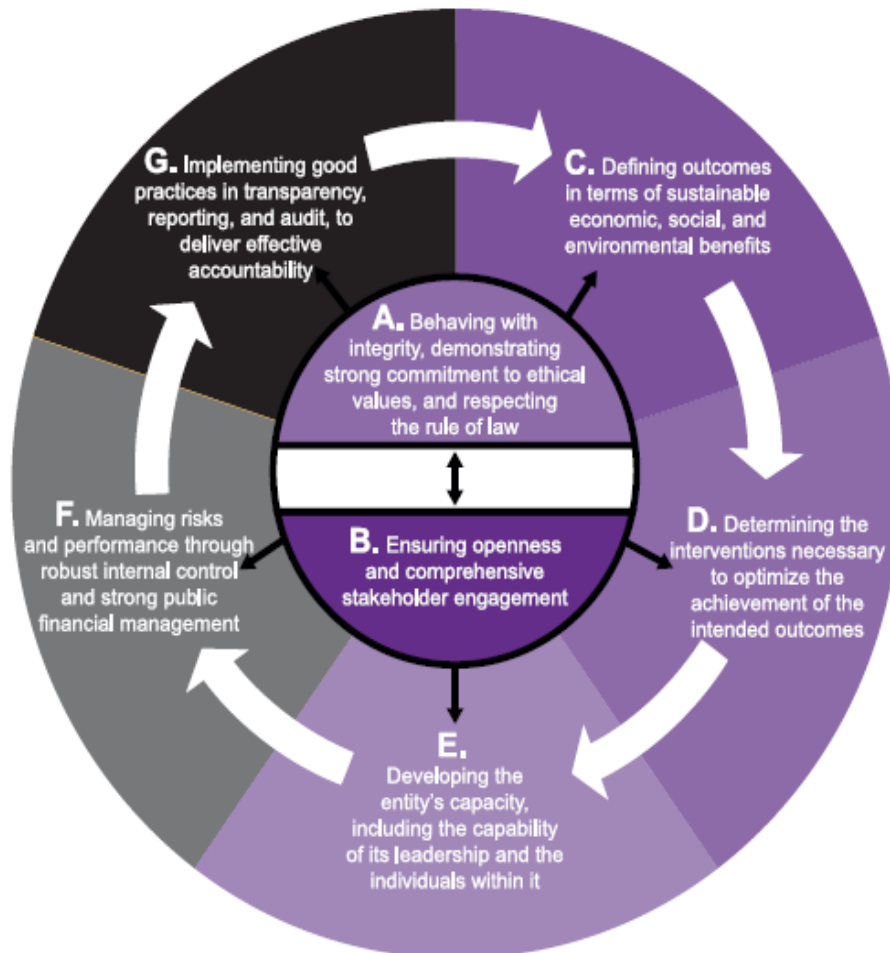 A. Behaving with
integrity, demonstrating
strong commitment to ethical
values, and respecting
the rule of law
B. Ensuring openness
and comprehensive
stakeholder engagement
C. Defining outcomes
in terms of sustainable
economic, social, and
environmental benefits
D. Determining the
interventions necessary
to optimize the
achievement of the
intended outcomes
E.
Developing the
entity's capacity,
including the capability
of its leadership and the
individuals within it
F. Managing risks
and performance through
robust internal control
and strong public
financial management
G. Implementing good
practices in transparency,
reporting, and audit, to
deliver effective
accountability